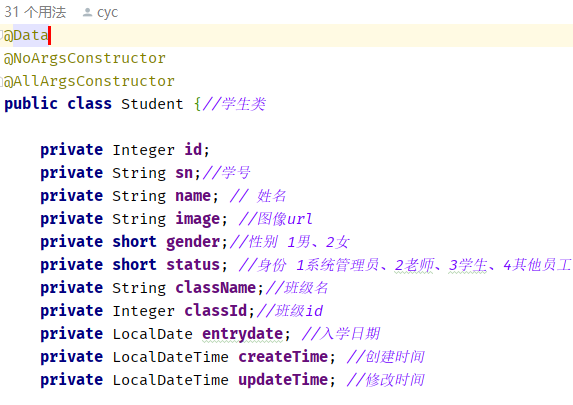 31 个用法 cyc
@Data
@NoArgsConstructor
@AllArgsConstructor
public class Student {//学生类
private Integer id;
private String sn;//学号
private String name; // 姓名
private String image; //图像url
private short gender;//性别 1男、2女
private short status; //身份 1系统管理员、2老师、3学生、4其他员工
private String className;//班级名
private Integer classId;//班级id
private LocalDate entrydate; //入学日期
private LocalDateTime createTime; //创建时间
private LocalDateTime updateTime; //修改时间